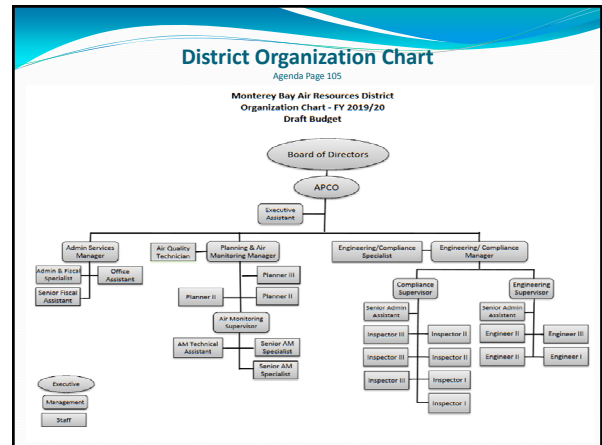 District Organization Chart
Agenda Page 105
Monterey Bay Air Resources District
Organization Chart - FY 2019/20
Draft Budget
Board of Directors
APCO
Executive
Assistant
Admin Services
Manager
Admin & Fiscal
Specialist
Office
Assistant
Senior Fiscal
Assistant
Air Quality
Technician
Planning & Air
Monitoring Manager
Planner III
Planner II
Planner II
Air Monitoring
Supervisor
AM Technical
Assistant
Senior AM
Specialist
Senior AM
Specialist
Engineering/Compliance
Specialist
Engineering/ Compliance
Manager
Compliance
Supervisor
Senior Admin
Assistant
Inspector III
Inspector II
Inspector III
Inspector II
Inspector III
Inspector I
Inspector I
Engineering
Supervisor
Senior Admin
Assistant
Engineer II
Engineer III
Engineer II
Engineer I
Executive
Management
Staff